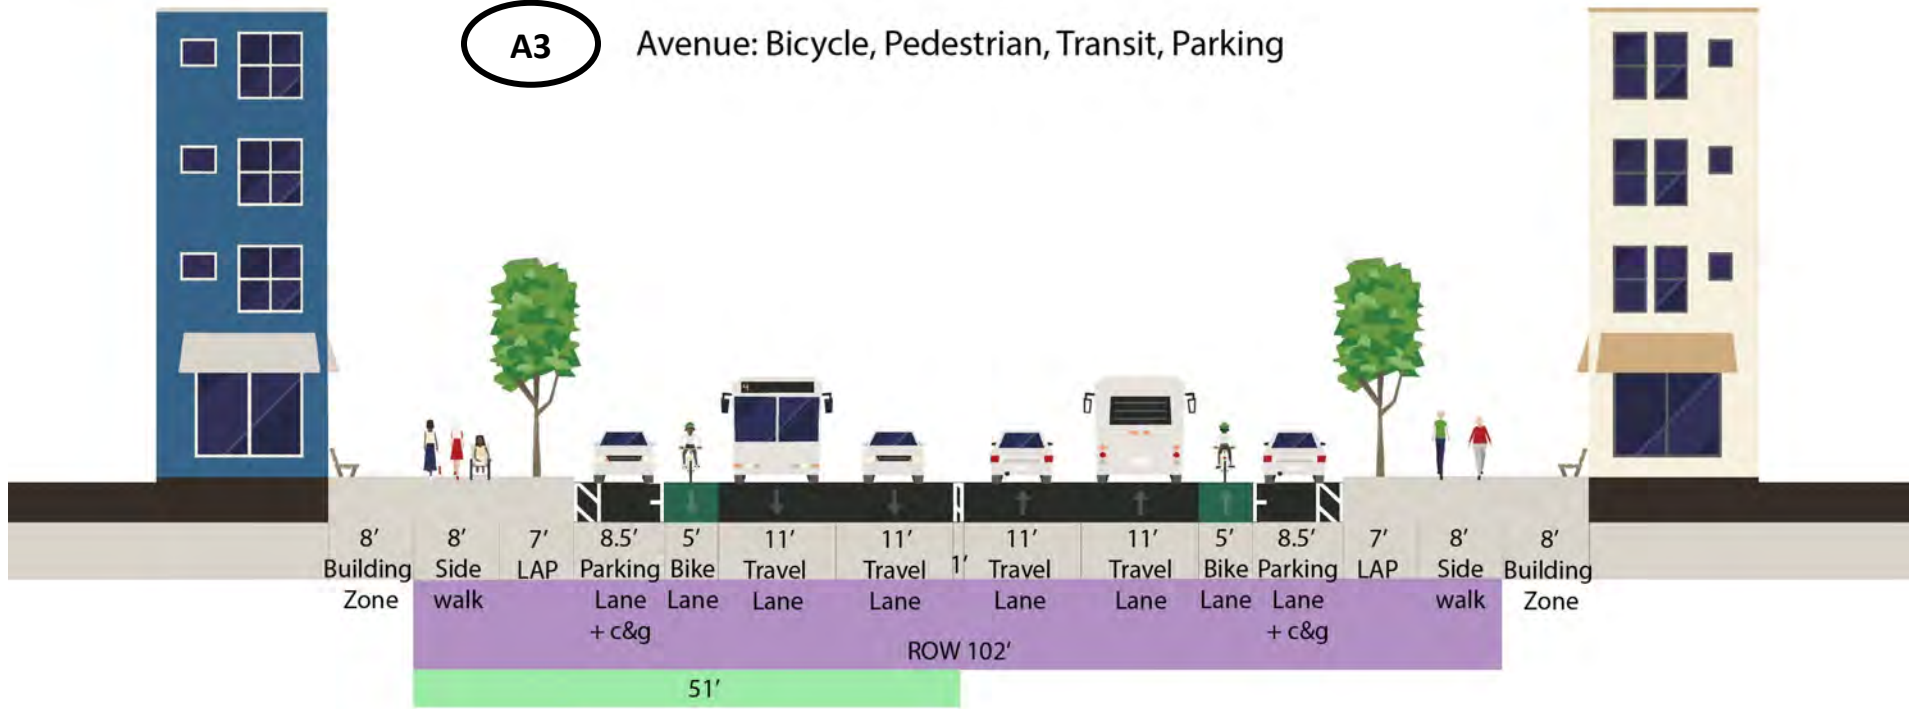 A3
Avenue: Bicycle, Pedestrian, Transit, Parking
4
8′ 8′ 7′ 8.5′ 5′ 11′ 11′ 1′ 11′ 11′ 5′ 8.5′ 7′ 8′ 8′
Building Side LAP Parking Bike Travel Travel Travel Travel Bike Parking LAP Side Building
Zone walk Lane Lane Lane Lane Lane Lane Lane Lane walk Zone
+ c&g + c&g
ROW 102′
51′